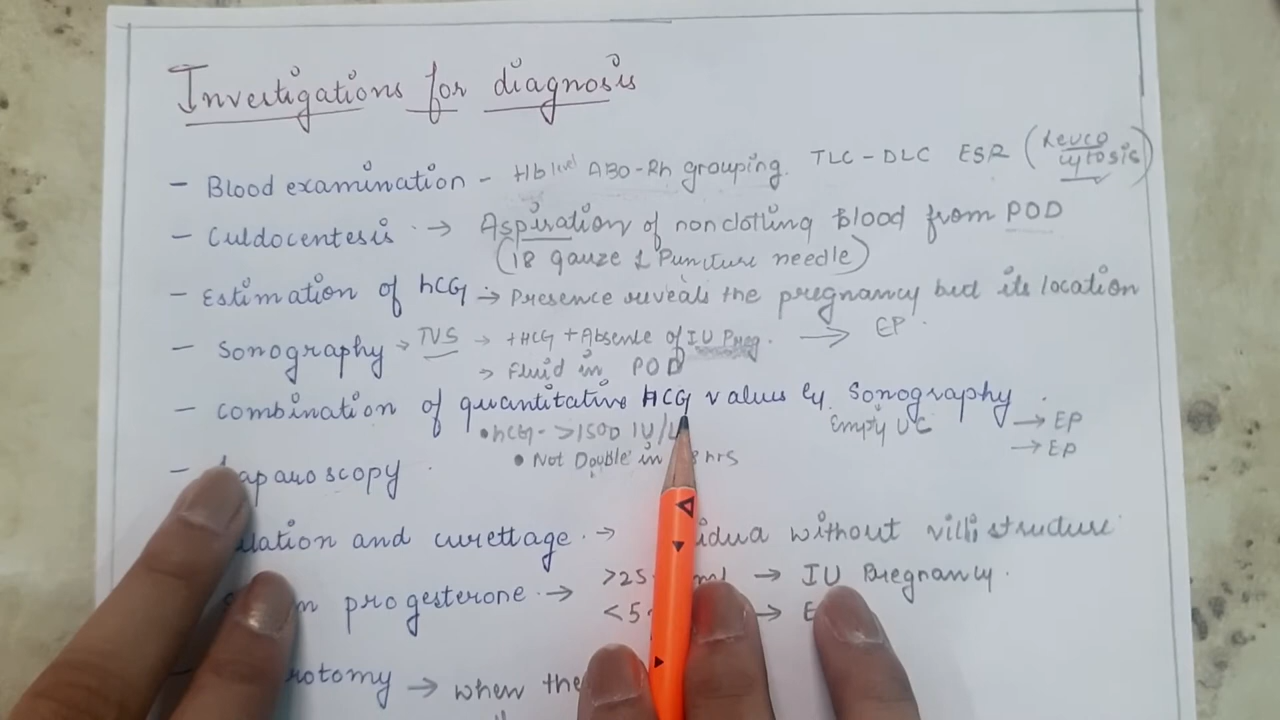 Investigations for diagnosis
- Blood examination - Hb level ABO-Rh grouping. TLC - DLC ESR (Leucocytosis)
- Culdocentesis → Aspiration of nonclotting Blood from POD
(18 gauze L Puncture needle)
- Estimation of hCG → Presence reveals the pregnancy but its location
- Sonography → TVS → +HCG + Absence of IU Preg. → EP.
→ Fluid in POD
- Combination of quantitative HCG values by sonography.
• hCG - >1500 IU/L Empty UC → EP
• Not Double in hrs → EP
- aparoscopy
lation and curettage → idua without villi structure
progesterone → >25 ml → IU Pregnancy.
<5 → E
rotomy → when the